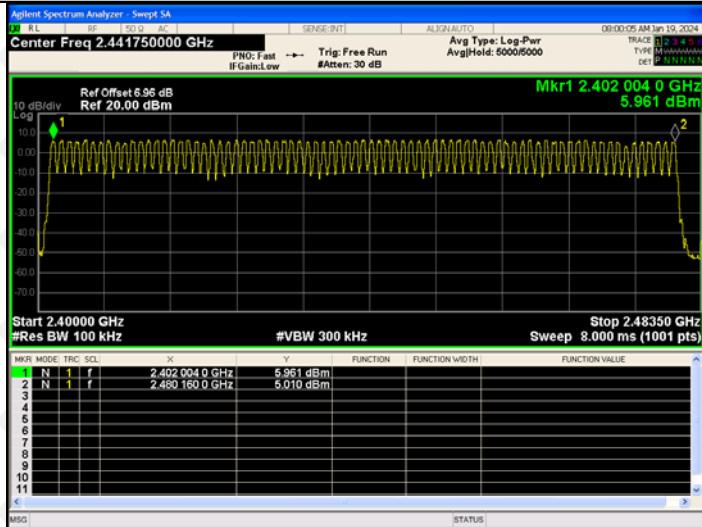 Agilent Spectrum Analyzer - Swept SA
RL RF 50 Ω AC SENSE:INT ALIGN AUTO 08:00:05 AM Jan 19, 2024
Center Freq 2.441750000 GHz
PNO: Fast Trig: Free Run Avg Type: Log-Pwr TRACE 1 2 3 4 5 6
IFGain:Low #Atten: 30 dB Avg|Hold: 5000/5000 TYPE
DET P N N N N N
Mkr1 2.402 004 0 GHz
5.961 dBm
Ref Offset 6.96 dB
10 dB/div Ref 20.00 dBm
Log
1
2
10.0
0.00
-10.0
-20.0
-30.0
-40.0
-50.0
-60.0
-70.0
Start 2.40000 GHz Stop 2.48350 GHz
#Res BW 100 kHz #VBW 300 kHz Sweep 8.000 ms (1001 pts)
MKR MODE TRC SCL X Y FUNCTION FUNCTION WIDTH FUNCTION VALUE
1 N 1 f 2.402 004 0 GHz 5.961 dBm
2 N 1 f 2.480 160 0 GHz 5.010 dBm
3
4
5
6
7
8
9
10
11
MSG STATUS